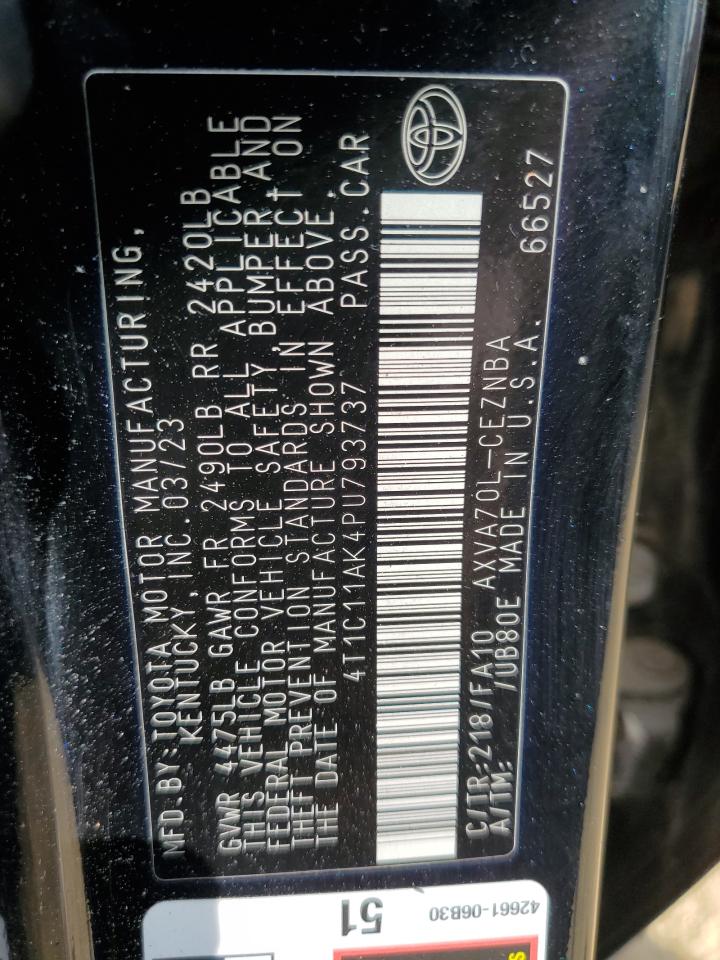 MFD.BY:TOYOTA MOTOR MANUFACTURING,
KENTUCKY, INC.03/23
GVWR 4475LB GAWR FR 2490LB RR 2420LB
THIS VEHICLE CONFORMS TO ALL APPLICABLE
FEDERAL MOTOR VEHICLE SAFETY, BUMPER AND
THEFT PREVENTION STANDARDS IN EFFECT ON
THE DATE OF MANUFACTURE SHOWN ABOVE.
4T1C11AK4PU793737 PASS.CAR
C/TR:218/FA10 AXVA70L-CEZNBA
A/TM: /UB80E MADE IN U.S.A. 66527
51
42661-06B30